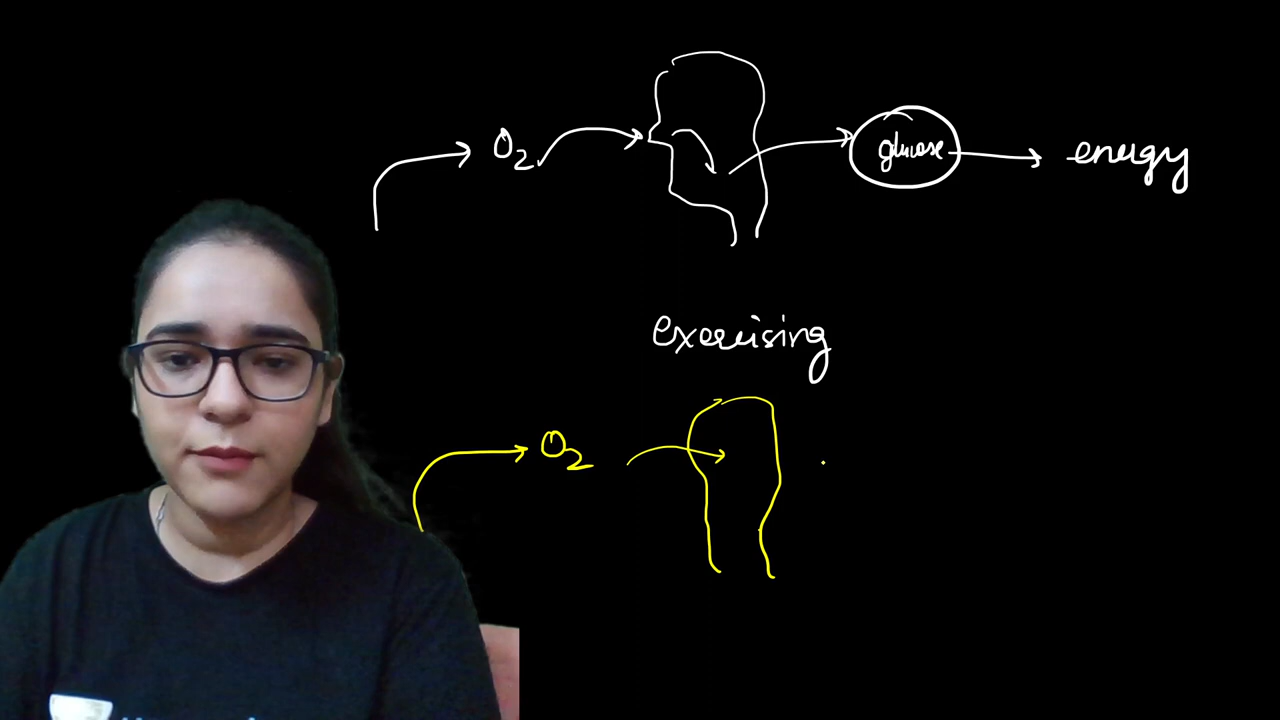 O2
glucose
energy
exercising
O2